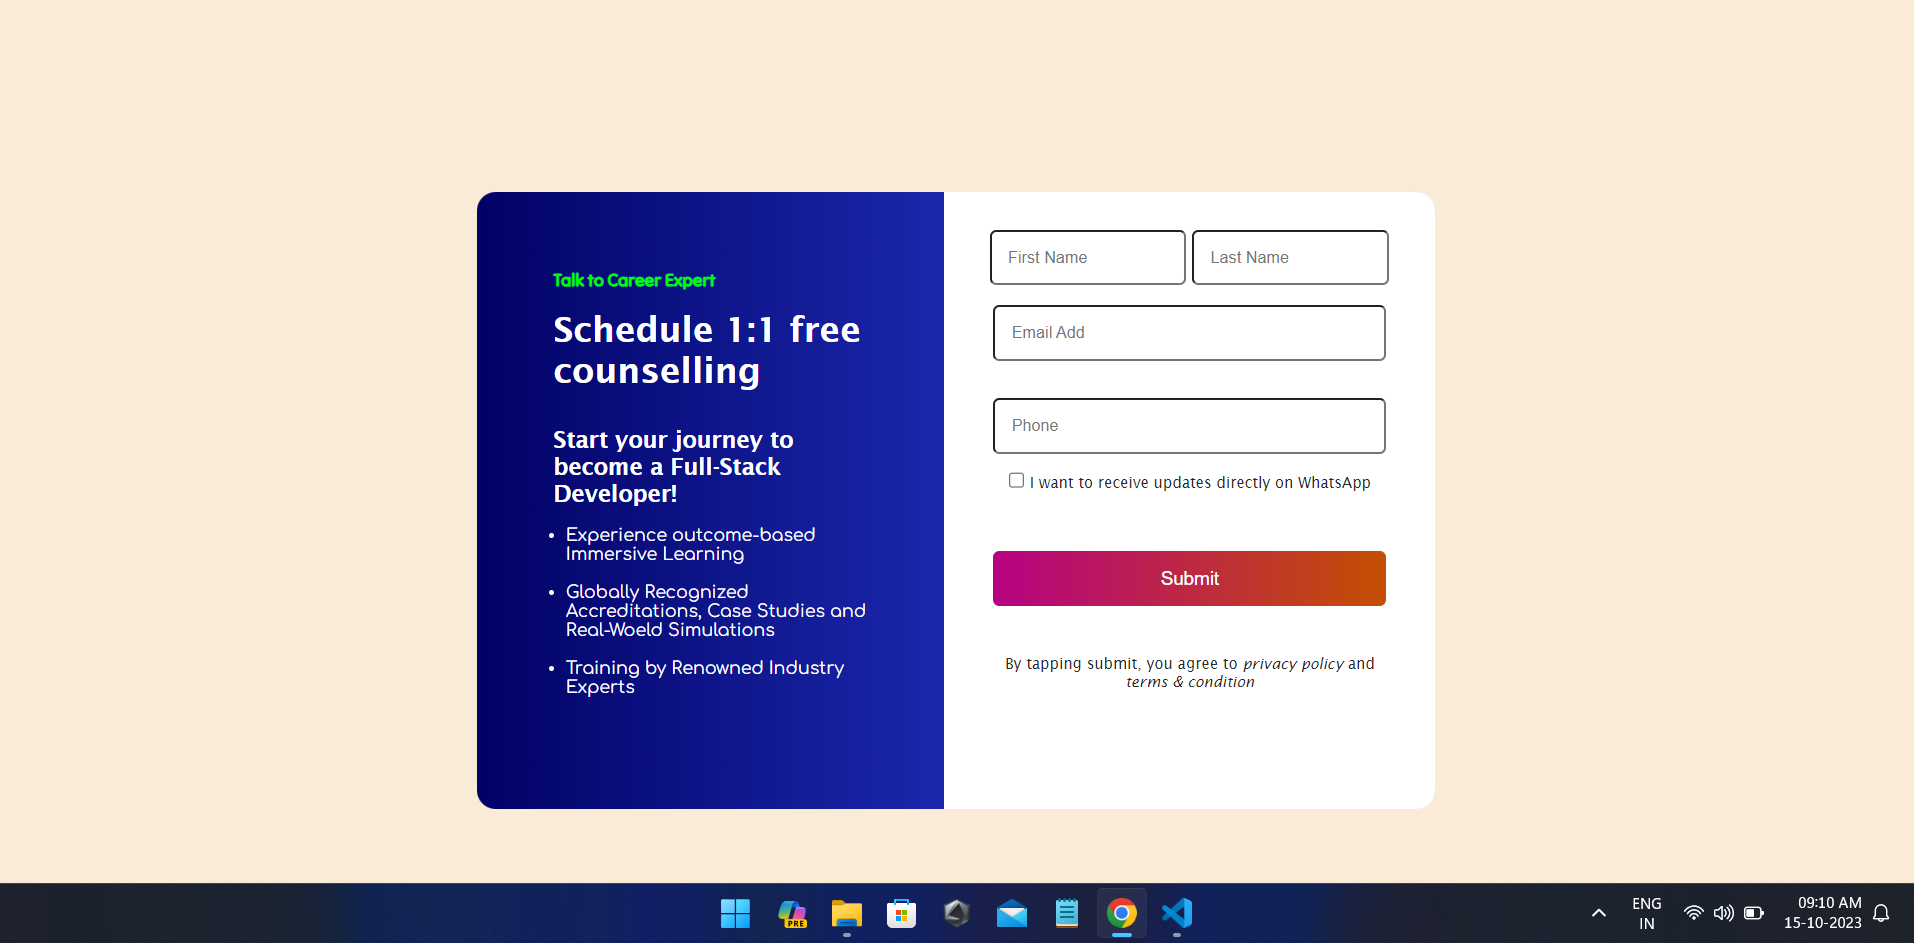 Talk to Career Expert
Schedule 1:1 free
counselling
Start your journey to
become a Full-Stack
Developer!
• Experience outcome-based
Immersive Learning
• Globally Recognized
Accreditations, Case Studies and
Real-Woeld Simulations
• Training by Renowned Industry
Experts
First Name
Last Name
Email Add
Phone
I want to receive updates directly on WhatsApp
Submit
By tapping submit, you agree to privacy policy and
terms & condition
PRE
ENG
IN
09:10 AM
15-10-2023